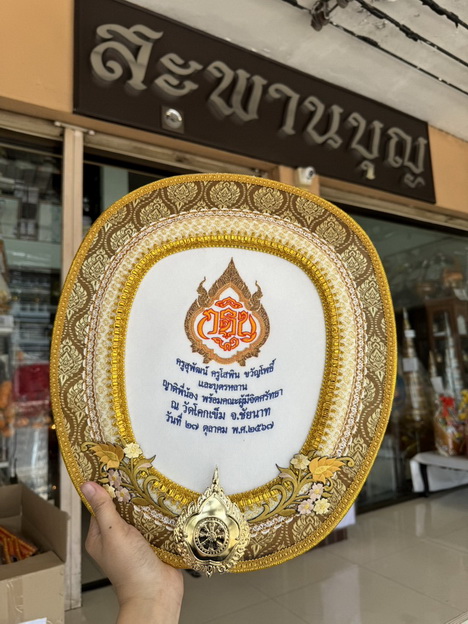 สะพานบุญ
ครูสุพัฒน์ ครูโสพิน ขวัญโพธิ์
และบุตรหลาน
ญาติพี่น้อง พร้อมคณะผู้มีจิตศรัทธา
ณ วัดโคกเข็ม จ.ชัยนาท
วันที่ ๒๗ ตุลาคม พ.ศ.๒๕๖๗